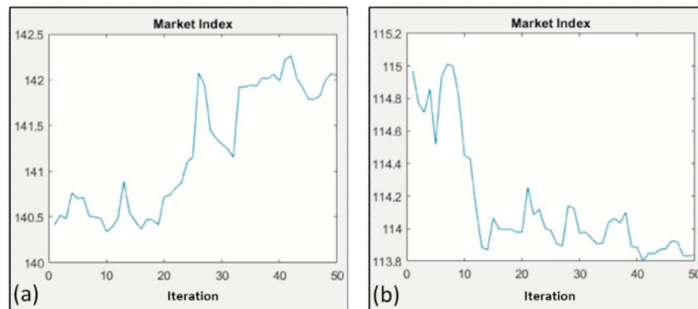 Market Index
142.5
142
141.5
141
140.5
140
0 10 20 30 40 50
(a) Iteration
Market Index
115.2
115
114.8
114.6
114.4
114.2
114
113.8
0 10 20 30 40 50
(b) Iteration